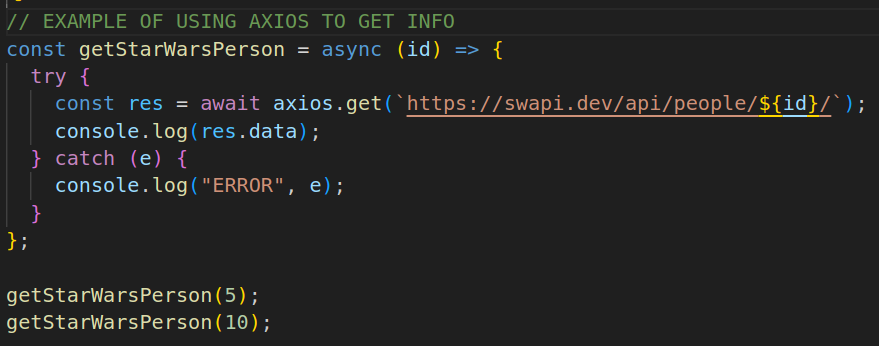 // EXAMPLE OF USING AXIOS TO GET INFO
const getStarWarsPerson = async (id) => {
  try {
    const res = await axios.get(`https://swapi.dev/api/people/${id}/`);
    console.log(res.data);
  } catch (e) {
    console.log("ERROR", e);
  }
};

getStarWarsPerson(5);
getStarWarsPerson(10);